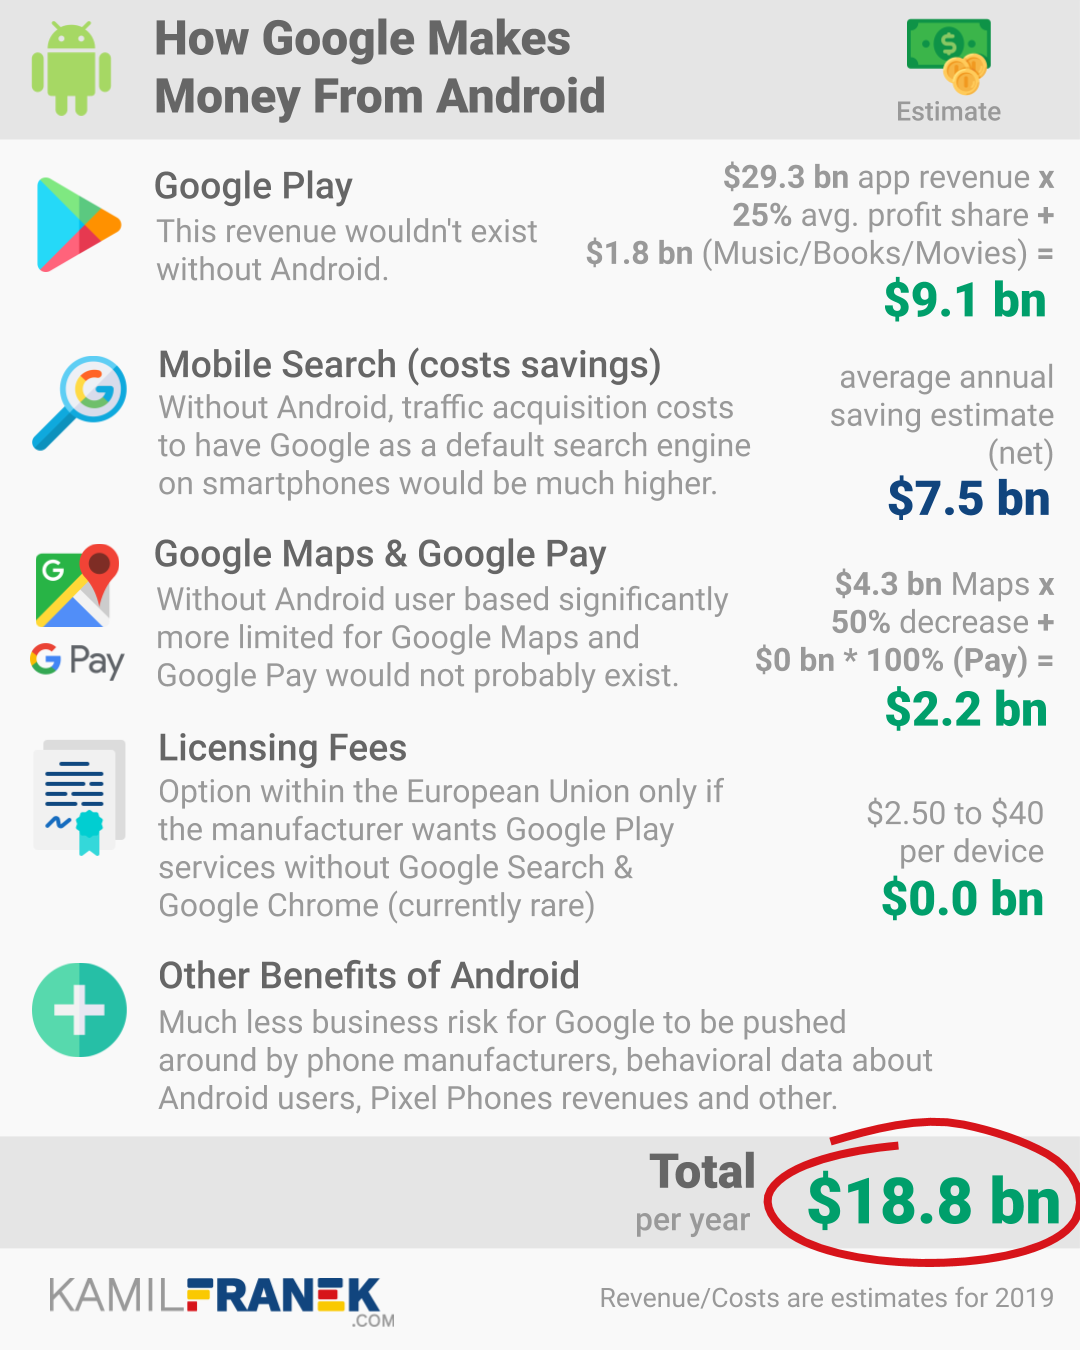 How Google Makes
Money From Android
Estimate
Google Play
This revenue wouldn't exist
without Android.
$29.3 bn app revenue x
25% avg. profit share +
$1.8 bn (Music/Books/Movies) =
$9.1 bn
Mobile Search (costs savings)
Without Android, traffic acquisition costs
to have Google as a default search engine
on smartphones would be much higher.
average annual
saving estimate
(net)
$7.5 bn
G Pay
Google Maps & Google Pay
Without Android user based significantly
more limited for Google Maps and
Google Pay would not probably exist.
$4.3 bn Maps x
50% decrease +
$0 bn * 100% (Pay) =
$2.2 bn
Licensing Fees
Option within the European Union only if
the manufacturer wants Google Play
services without Google Search &
Google Chrome (currently rare)
$2.50 to $40
per device
$0.0 bn
Other Benefits of Android
Much less business risk for Google to be pushed
around by phone manufacturers, behavioral data about
Android users, Pixel Phones revenues and other.
Total
per year
$18.8 bn
KAMILFRANEK
.COM
Revenue/Costs are estimates for 2019